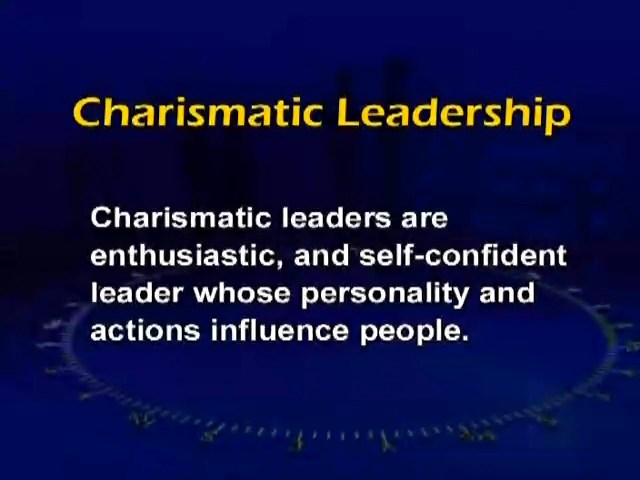 Charismatic Leadership
Charismatic leaders are
enthusiastic, and self-confident
leader whose personality and
actions influence people.